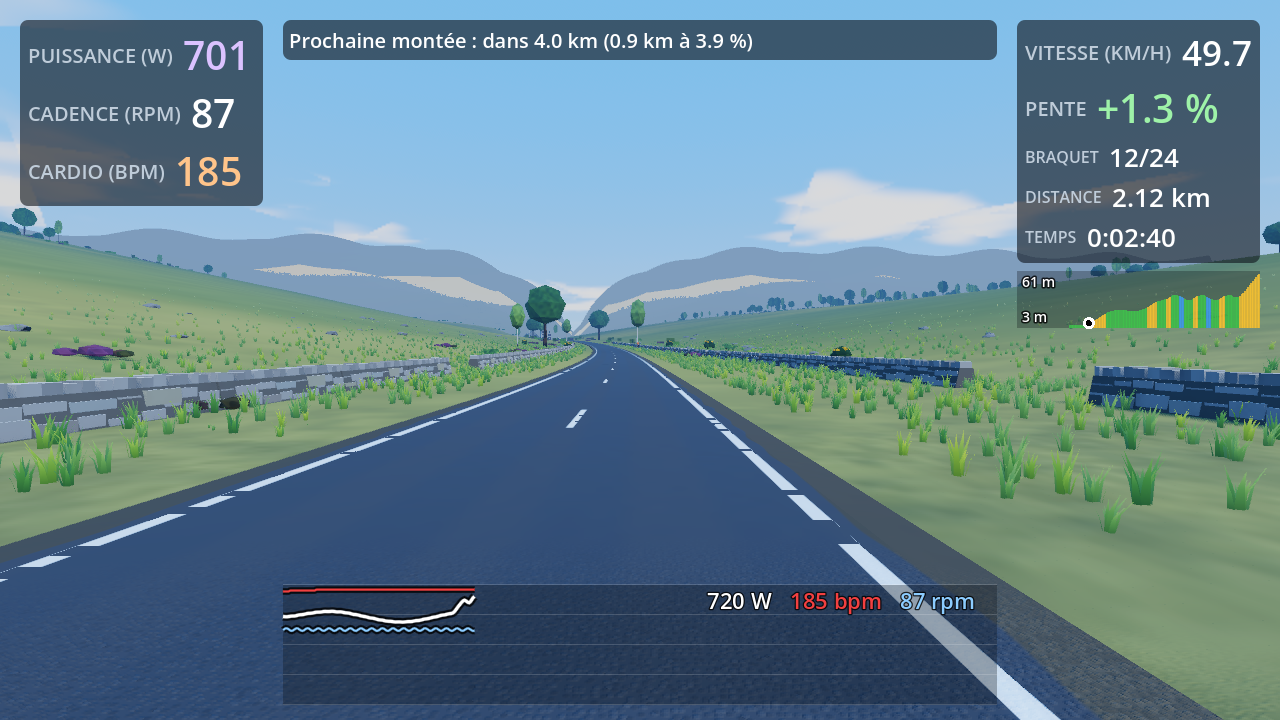 PUISSANCE (W) 701
CADENCE (RPM) 87
CARDIO (BPM) 185
Prochaine montée : dans 4.0 km (0.9 km à 3.9 %)
VITESSE (KM/H) 49.7
PENTE +1.3 %
BRAQUET 12/24
DISTANCE 2.12 km
TEMPS 0:02:40
61 m
3 m
720 W 185 bpm 87 rpm